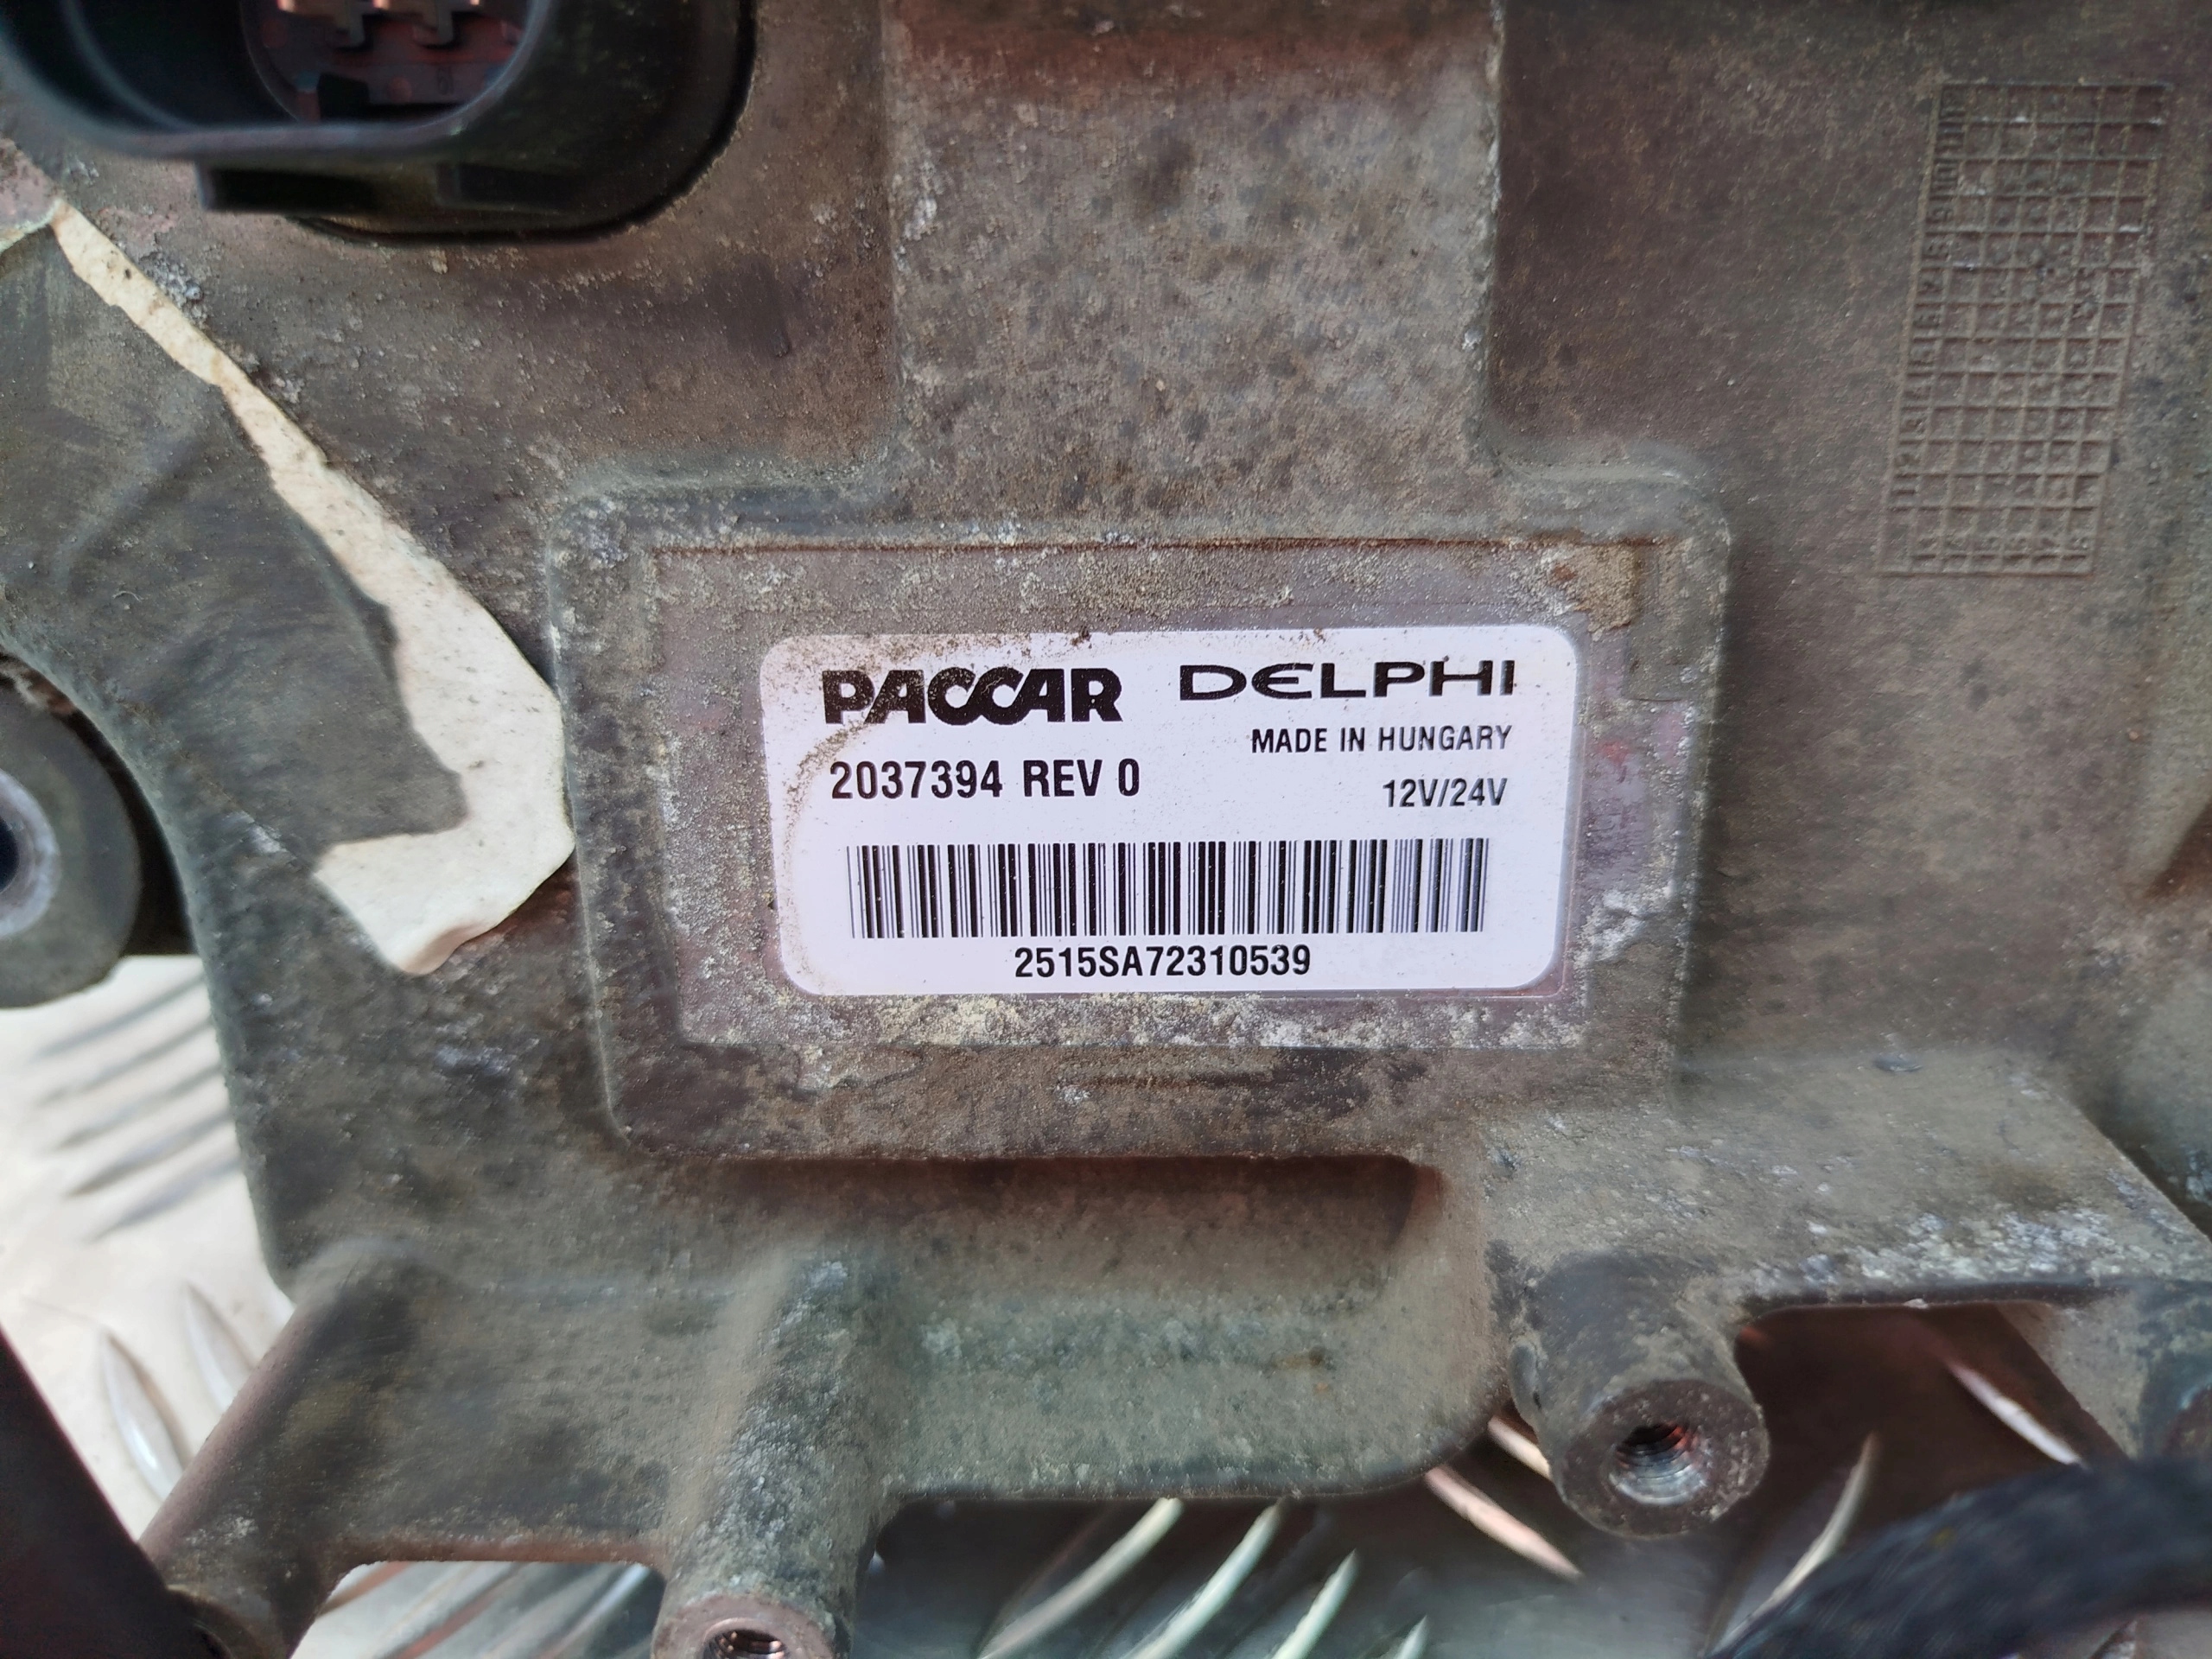 PACCAR DELPHI
MADE IN HUNGARY
2037394 REV 0
12V/24V
2515SA72310539